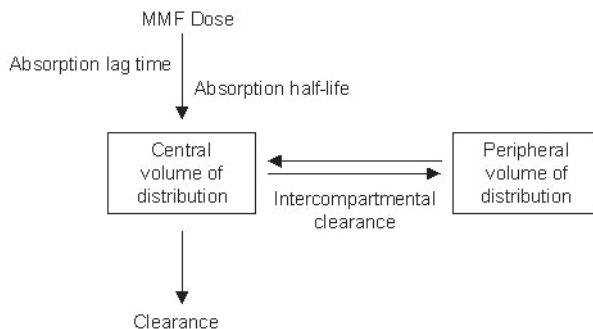 MMF Dose
Absorption lag time
Absorption half-life
Central
volume of
distribution
Peripheral
volume of
distribution
Intercompartmental
clearance
Clearance